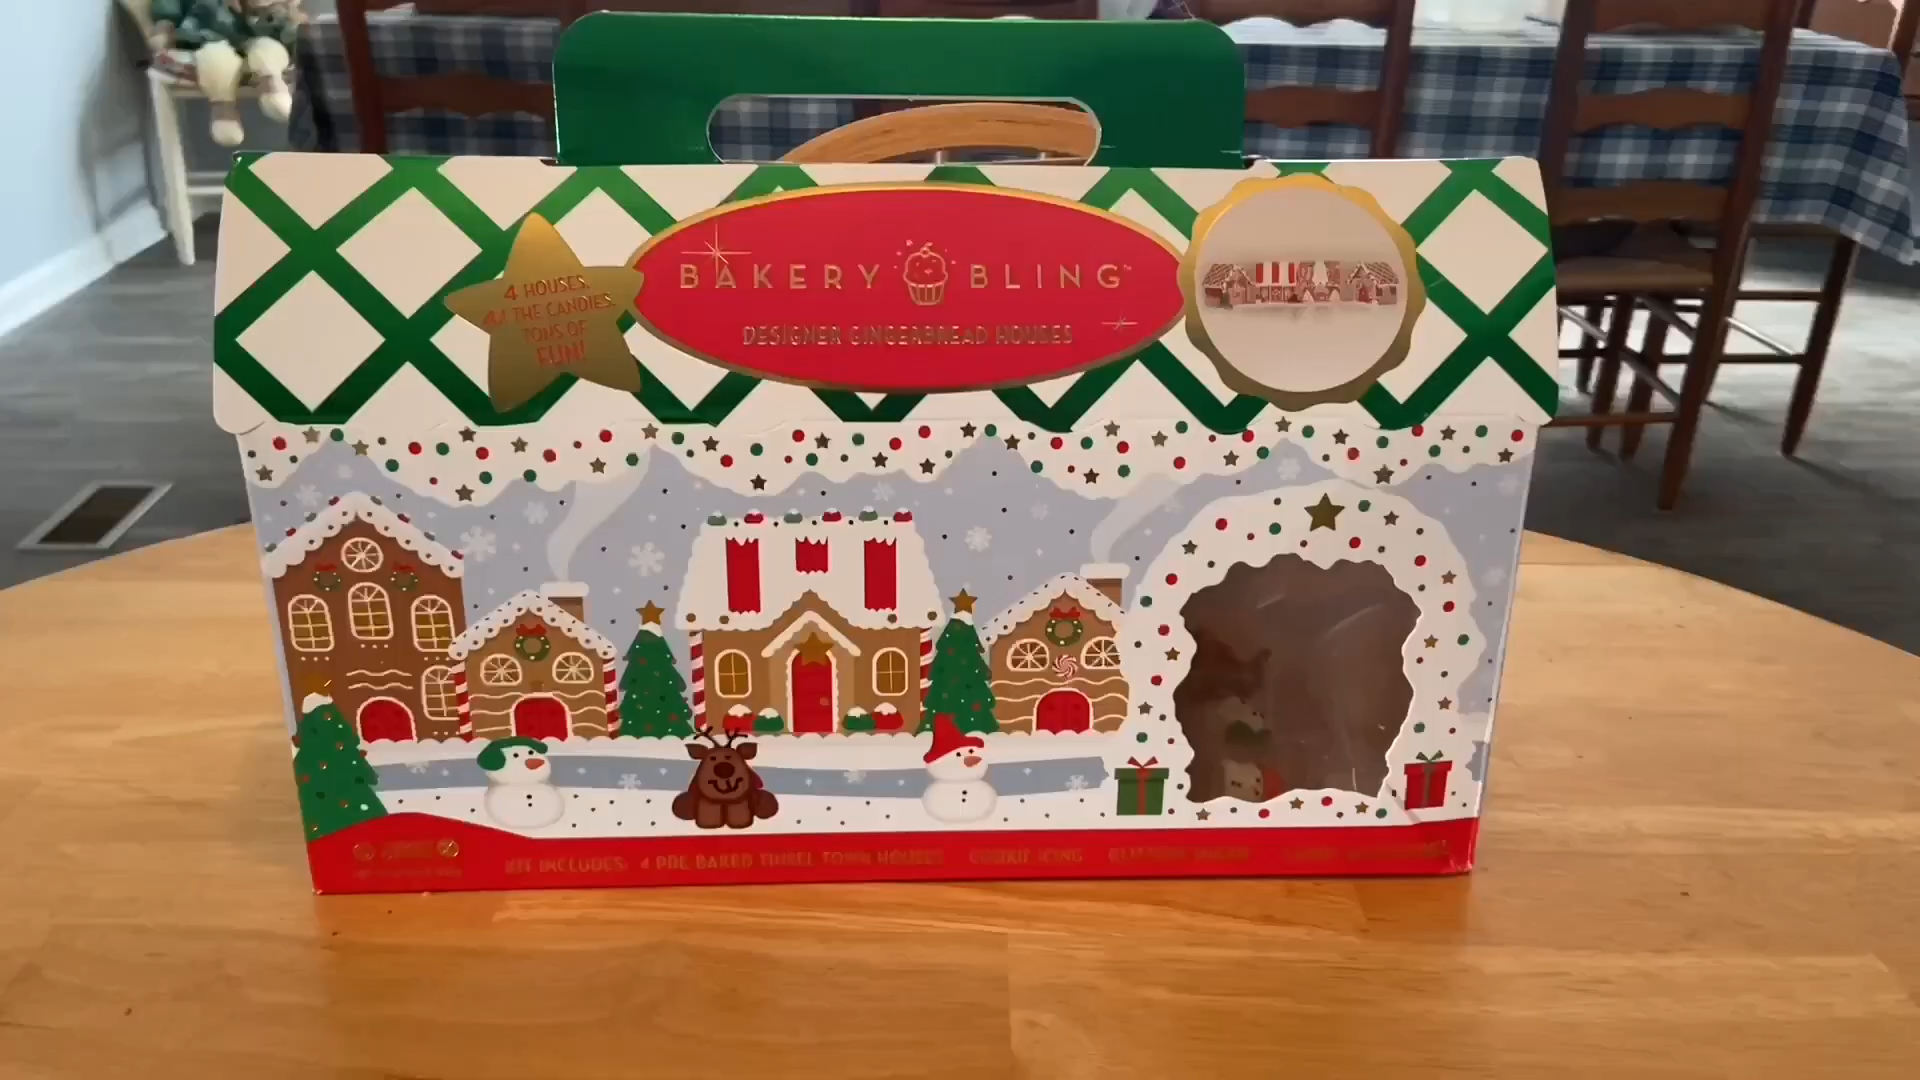 4 HOUSES,
ALL THE CANDIES,
TONS OF
FUN!
BAKERY BLING™
DESIGNER GINGERBREAD HOUSES
KIT INCLUDES: 4 PRE-BAKED TINSEL TOWN HOUSES COOKIE ICING